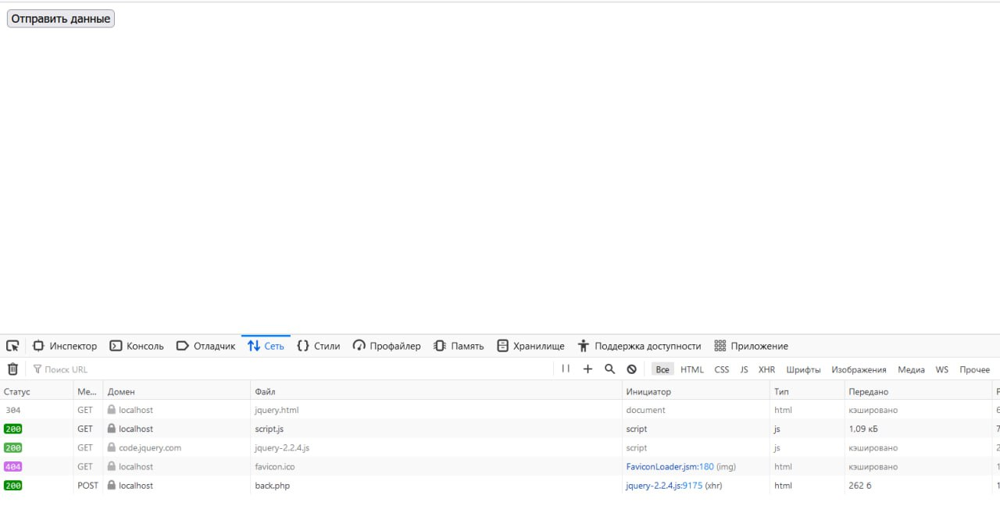 Отправить данные
Инспектор Консоль Отладчик Сеть Стили Профайлер Память Хранилище Поддержка доступности Приложение
Поиск URL Все HTML CSS JS XHR Шрифты Изображения Медиа WS Прочее
Статус Ме... Домен Файл Инициатор Тип Передано
304 GET localhost jquery.html document html кэшировано 6
200 GET localhost script.js script js 1,09 кБ 7
200 GET code.jquery.com jquery-2.2.4.js script js кэшировано 2
404 GET localhost favicon.ico FaviconLoader.jsm:180 (img) html кэшировано 1
200 POST localhost back.php jquery-2.2.4.js:9175 (xhr) html 262 б 1